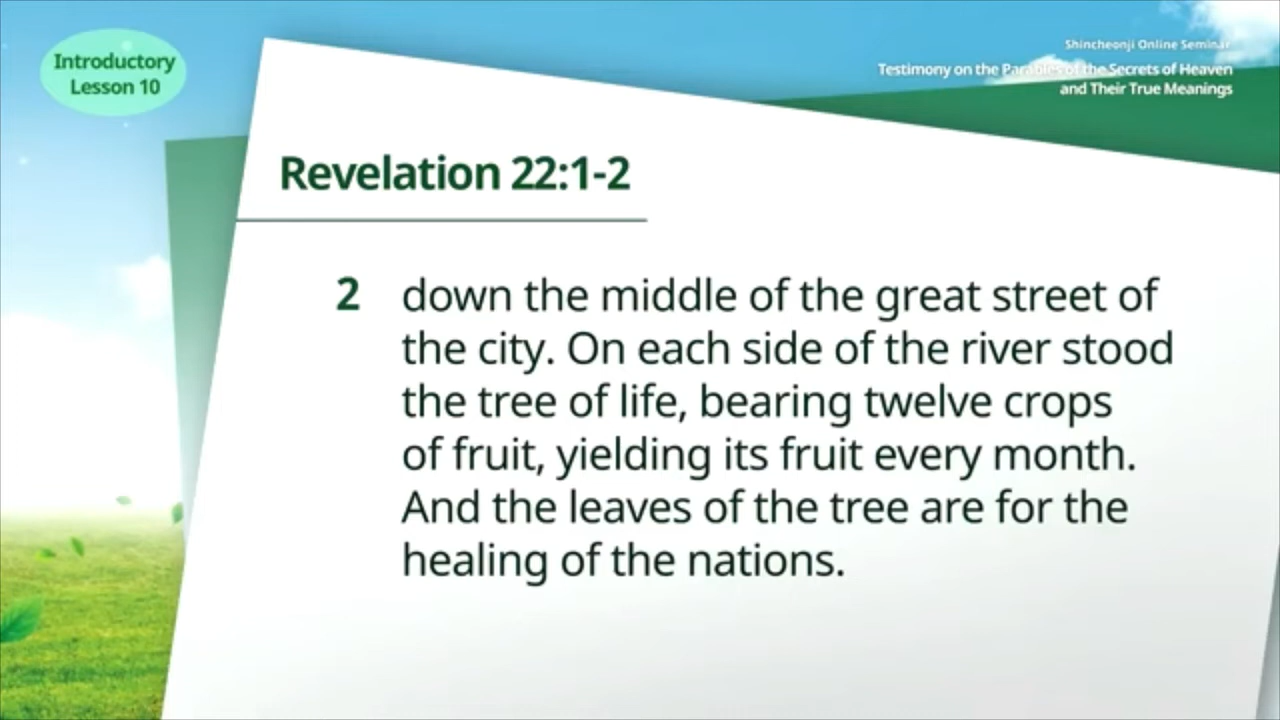 Introductory
Lesson 10
Shincheonji Online Seminar
Testimony on the Parables of the Secrets of Heaven
and Their True Meanings
Revelation 22:1-2
2 down the middle of the great street of
the city. On each side of the river stood
the tree of life, bearing twelve crops
of fruit, yielding its fruit every month.
And the leaves of the tree are for the
healing of the nations.